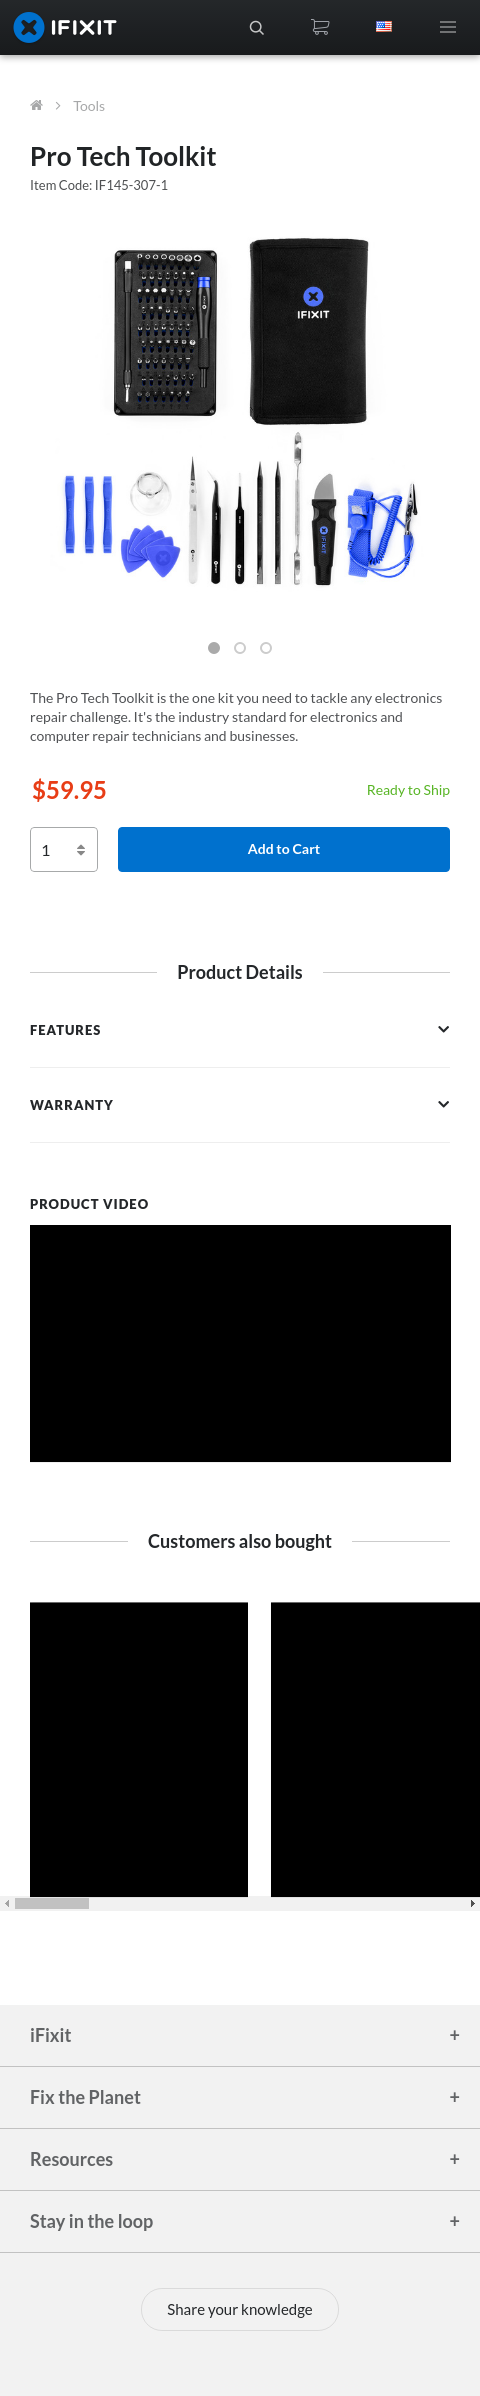 IFIXIT
Tools
Pro Tech Toolkit
Item Code: IF145-307-1
IFIXIT
IFIXIT
The Pro Tech Toolkit is the one kit you need to tackle any electronics
repair challenge. It's the industry standard for electronics and
computer repair technicians and businesses.
$59.95
Ready to Ship
1
Add to Cart
Product Details
FEATURES
WARRANTY
PRODUCT VIDEO
Customers also bought
iFixit
+
Fix the Planet
+
Resources
+
Stay in the loop
+
Share your knowledge